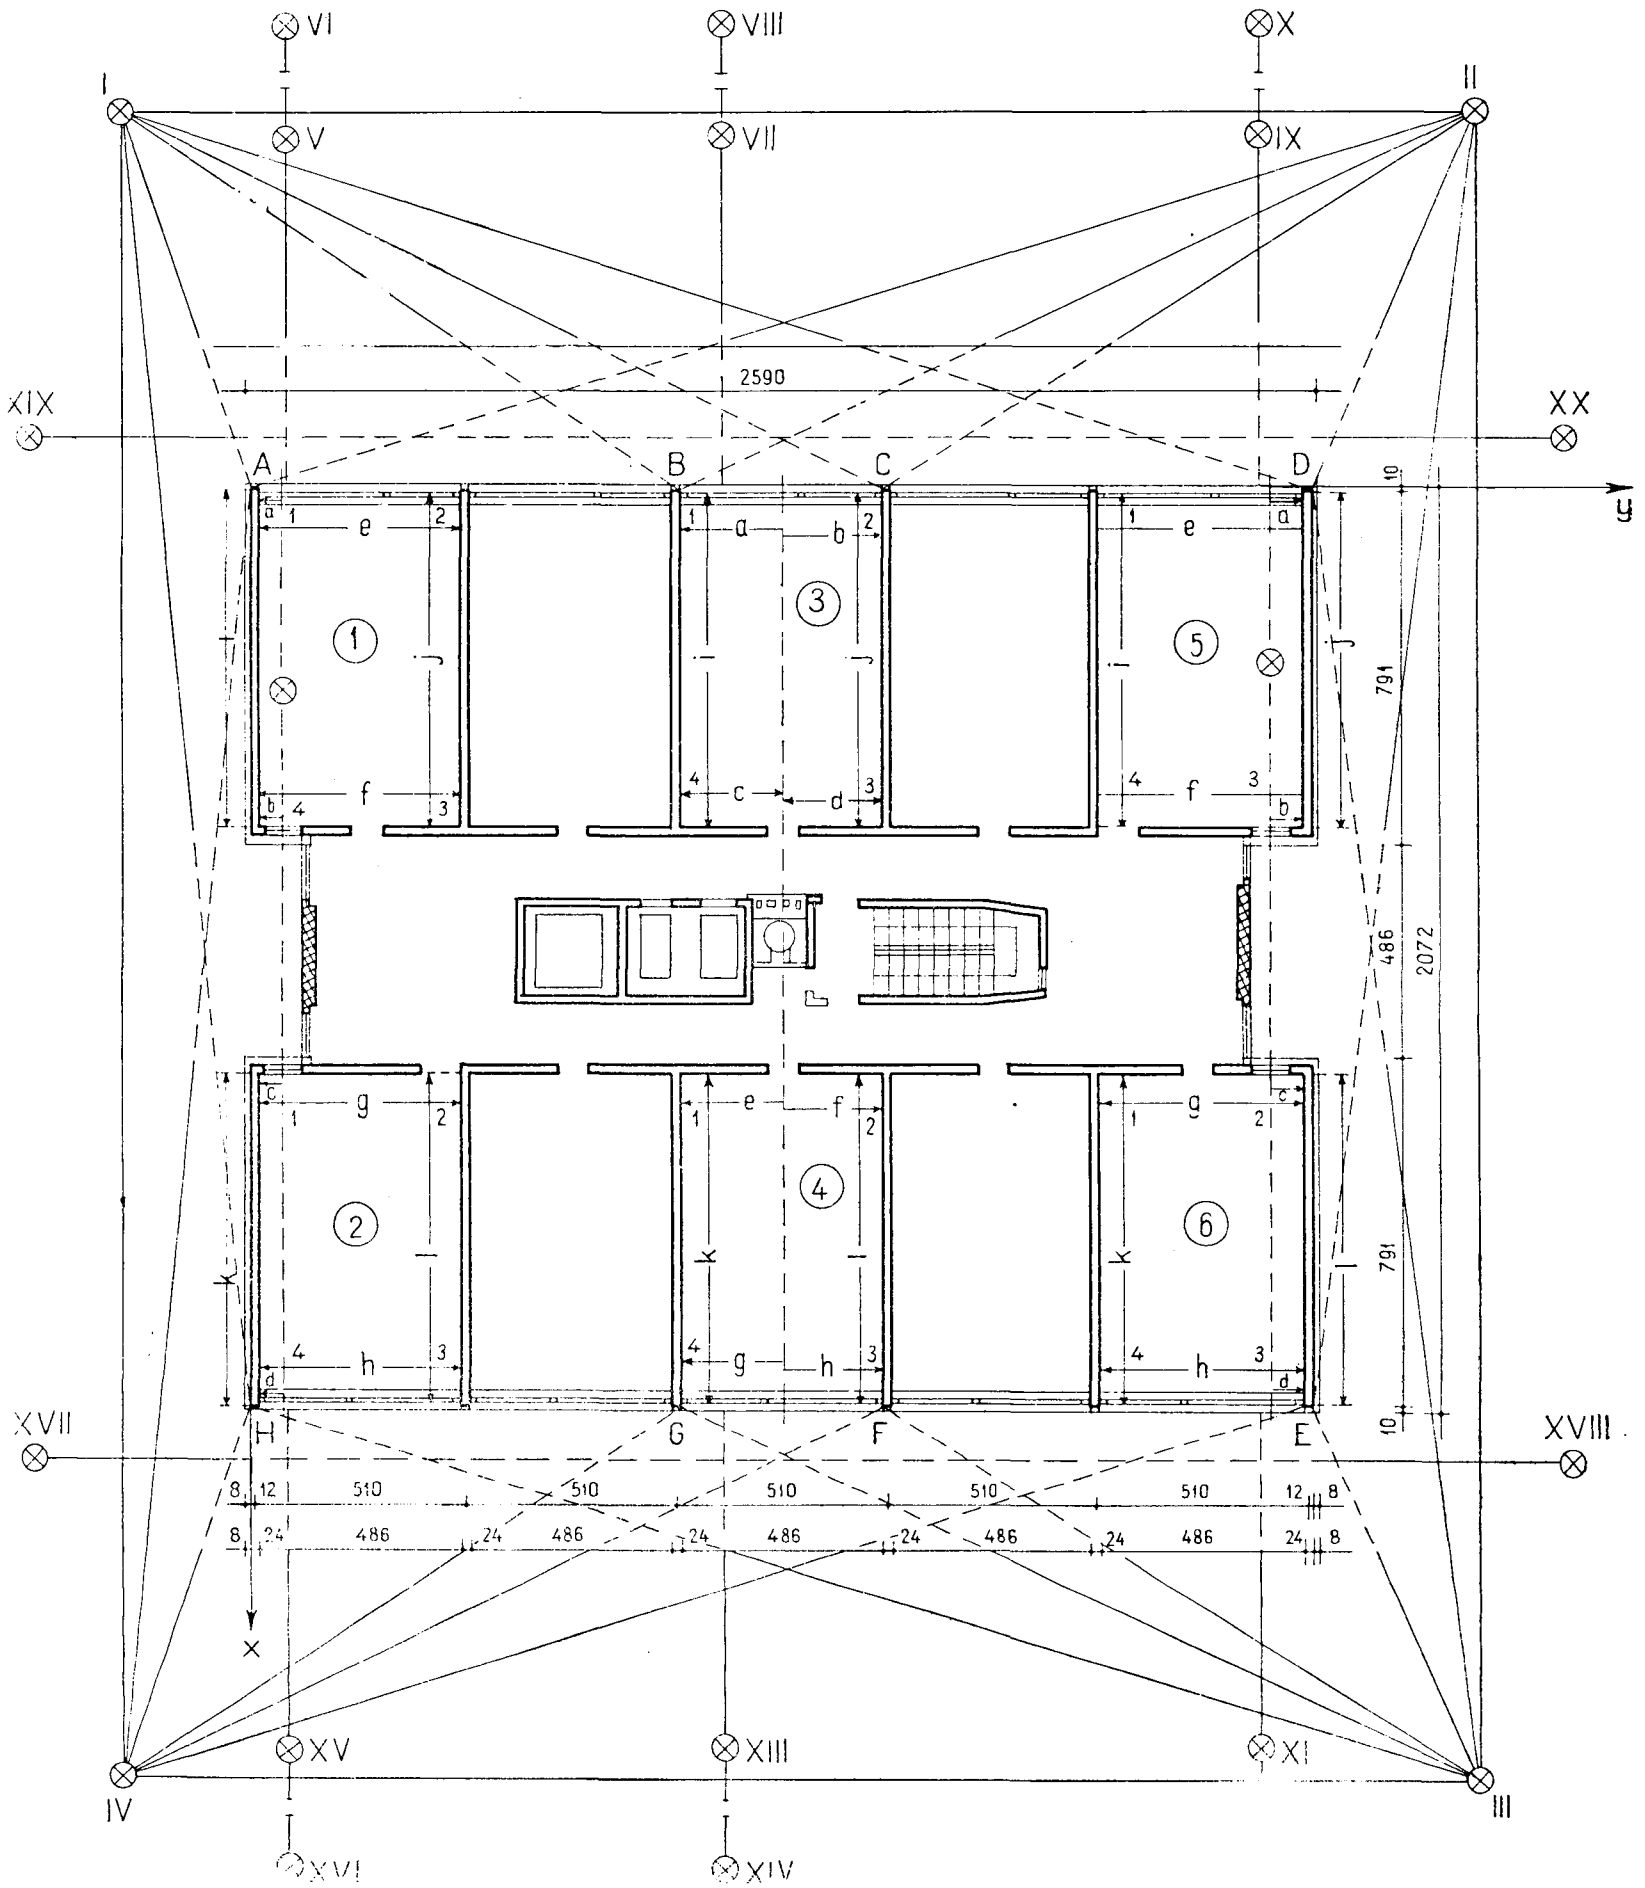 VI VIII X
I II
V VII IX
2590
XIX XX
A B C D 10
y
a 1 2 1 2 1 a
e a b e
3
1 5
i j i j i j 791
4 3 4 3 4 3
f c d f
b b
486
2072
c c
g e f g
1 2 1 2 1 2
4
2 6
k l k l k l 791
4 3 4 3 4 3
h g h h
d d
H G F E 10
XVII XVIII
8 12 510 510 510 510 510 12 8
8 24 486 24 486 24 486 24 486 24 486 24 8
x
XV XIII XI
IV III
XVI XIV